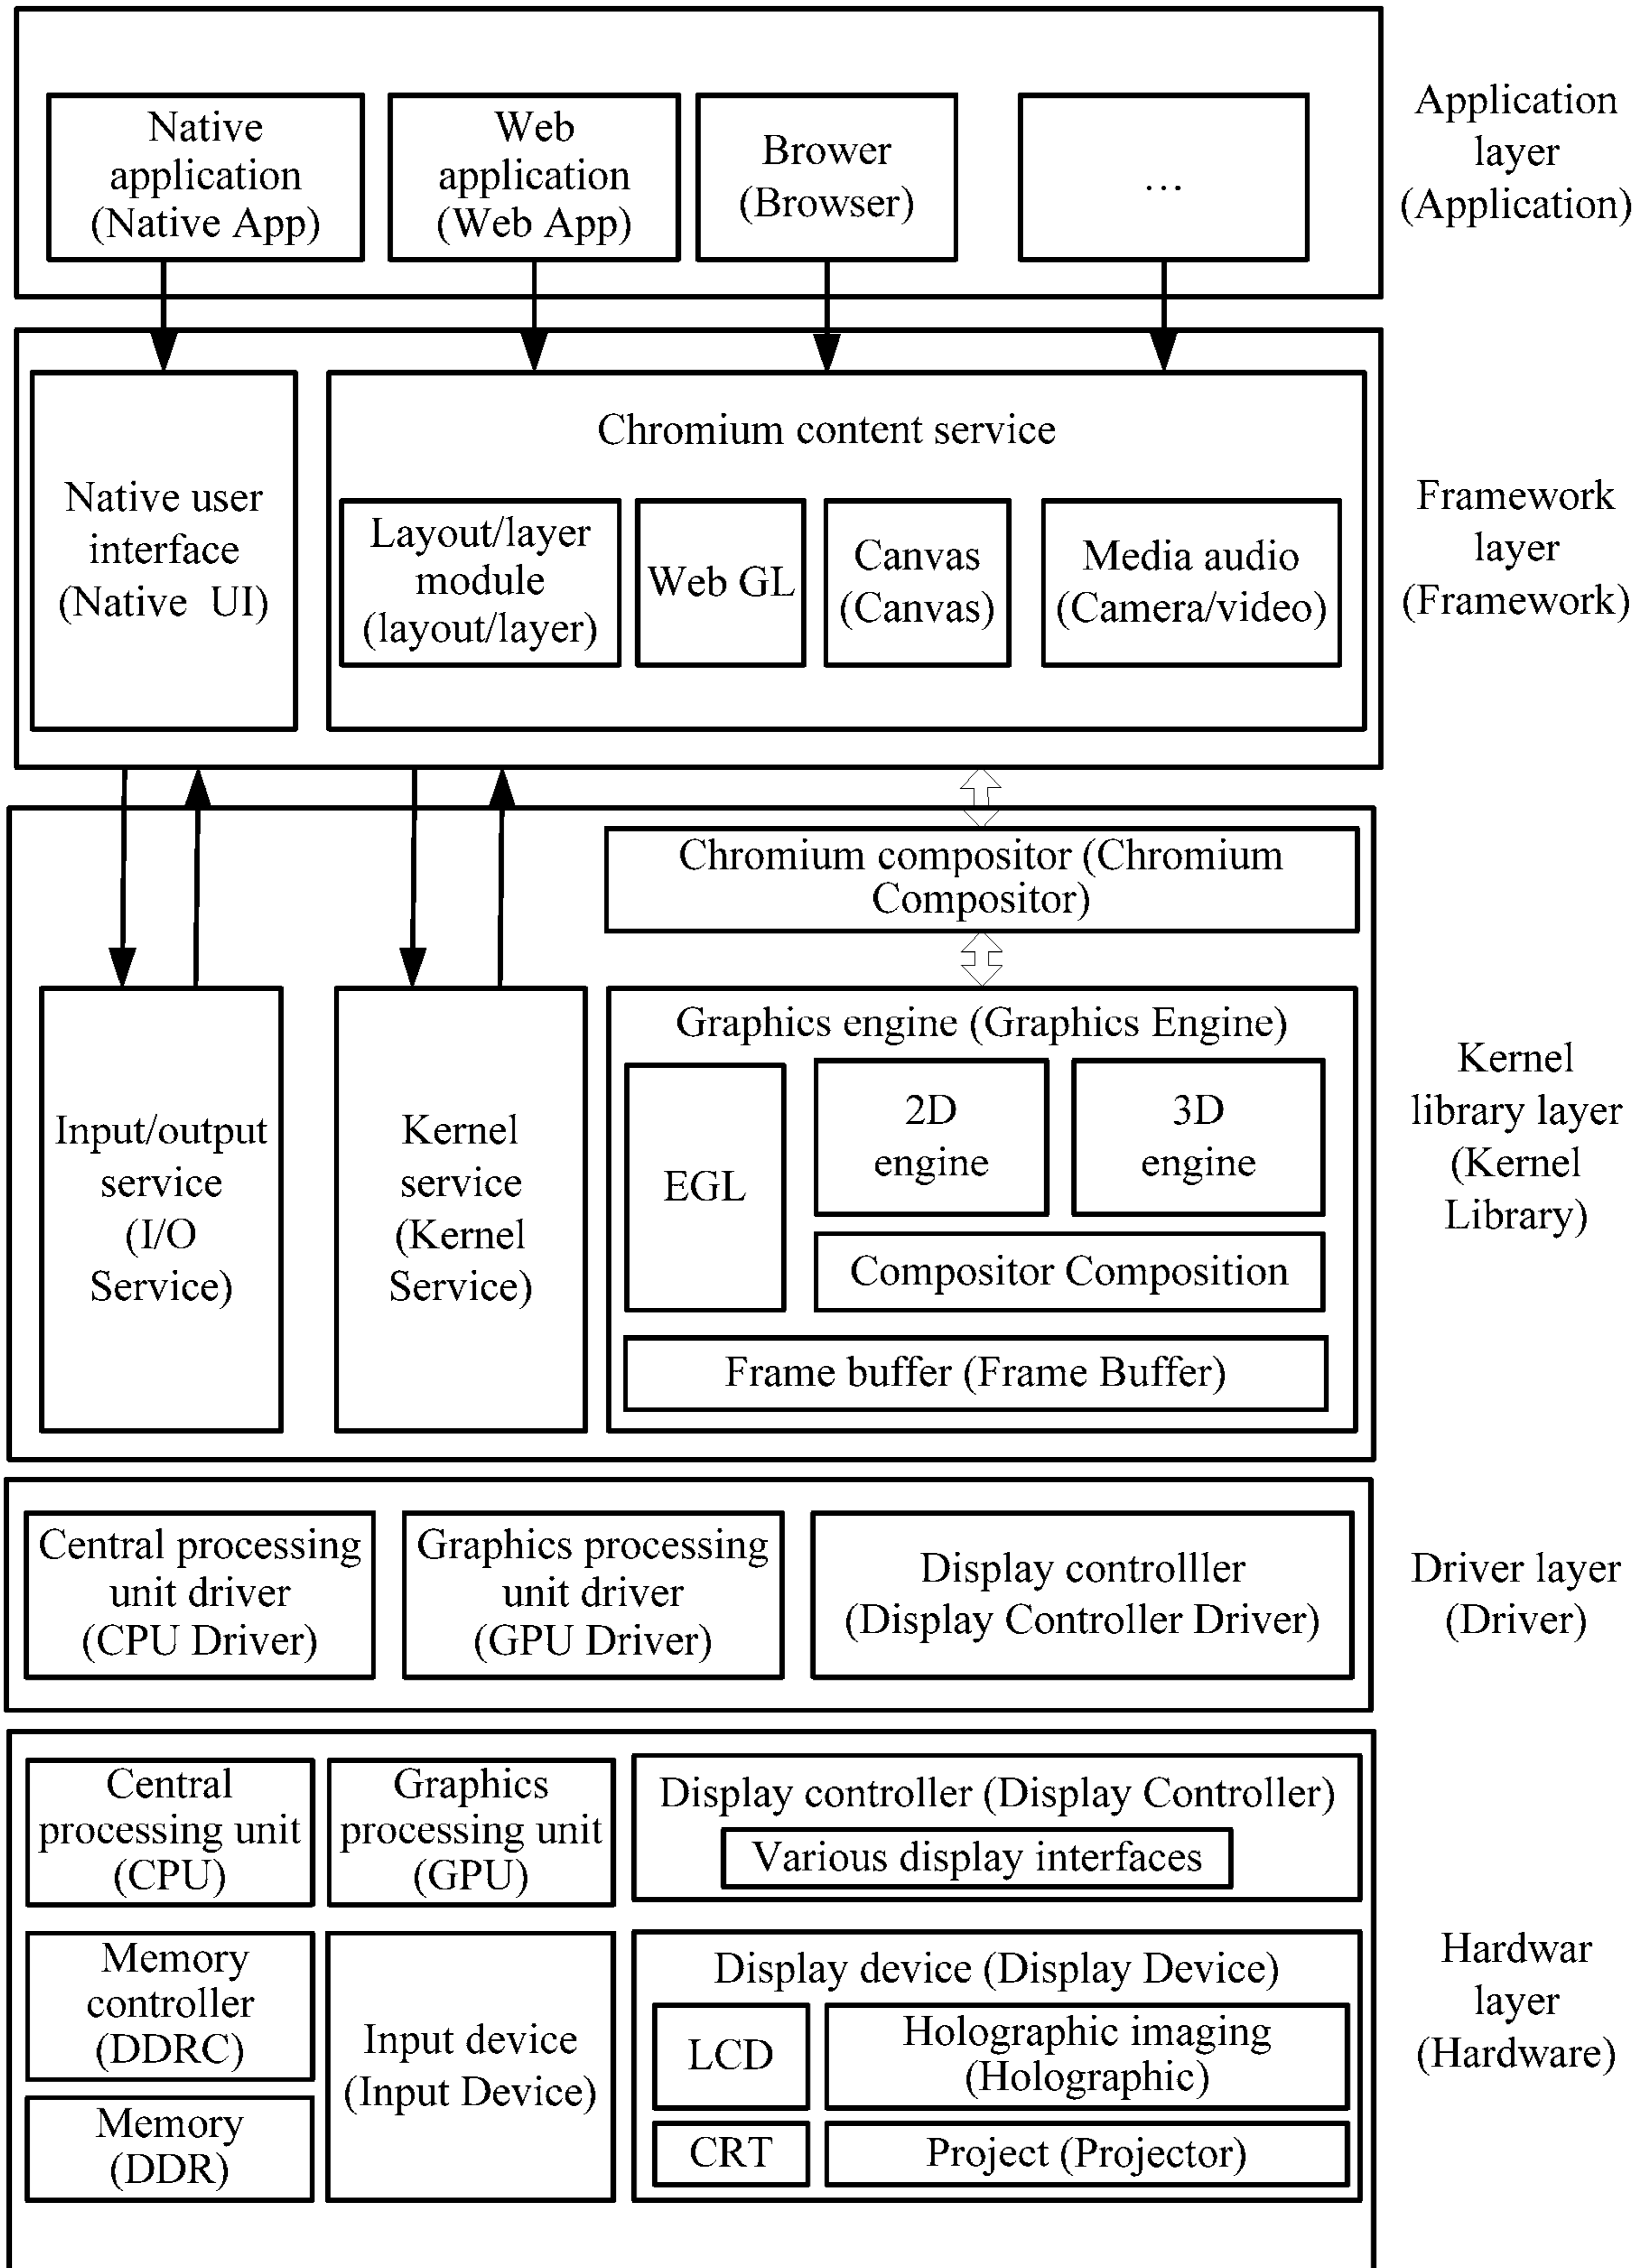 Native
application
(Native App)
Web
application
(Web App)
Brower
(Browser)
...
Application
layer
(Application)
Native user
interface
(Native UI)
Chromium content service
Layout/layer
module
(layout/layer)
Web GL
Canvas
(Canvas)
Media audio
(Camera/video)
Framework
layer
(Framework)
Chromium compositor (Chromium
Compositor)
Input/output
service
(I/O
Service)
Kernel
service
(Kernel
Service)
Graphics engine (Graphics Engine)
EGL
2D
engine
3D
engine
Compositor Composition
Frame buffer (Frame Buffer)
Kernel
library layer
(Kernel
Library)
Central processing
unit driver
(CPU Driver)
Graphics processing
unit driver
(GPU Driver)
Display controlller
(Display Controller Driver)
Driver layer
(Driver)
Central
processing unit
(CPU)
Graphics
processing unit
(GPU)
Display controller (Display Controller)
Various display interfaces
Memory
controller
(DDRC)
Memory
(DDR)
Input device
(Input Device)
Display device (Display Device)
LCD
Holographic imaging
(Holographic)
CRT
Project (Projector)
Hardwar
layer
(Hardware)